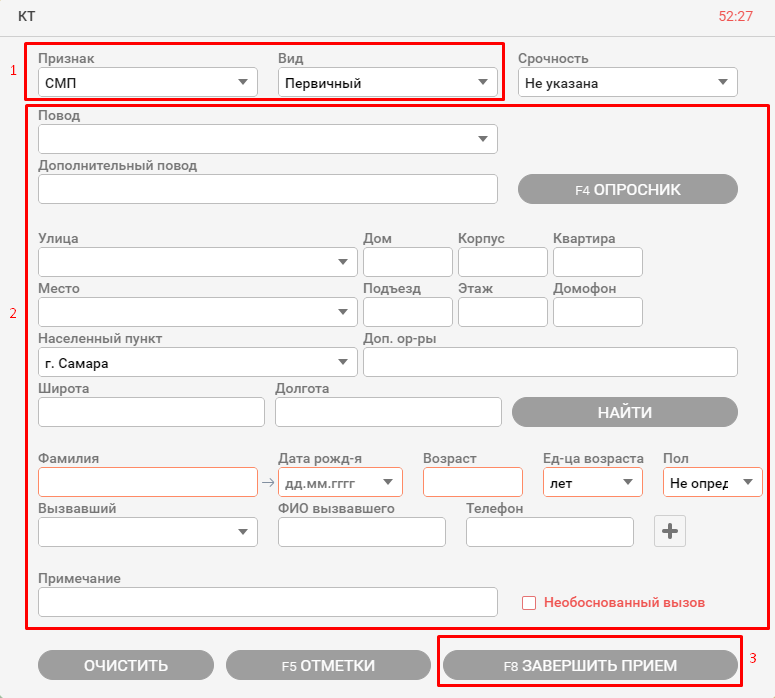 КТ 52:27
1 Признак Вид Срочность
СМП Первичный Не указана
Повод
Дополнительный повод
F4 ОПРОСНИК
Улица Дом Корпус Квартира
Место Подъезд Этаж Домофон
2
Населенный пункт Доп. ор-ры
г. Самара
Широта Долгота
НАЙТИ
Фамилия Дата рожд-я Возраст Ед-ца возраста Пол
→ дд.мм.гггг лет Не опред
Вызвавший ФИО вызвавшего Телефон
+
Примечание
Необоснованный вызов
ОЧИСТИТЬ F5 ОТМЕТКИ F8 ЗАВЕРШИТЬ ПРИЕМ 3